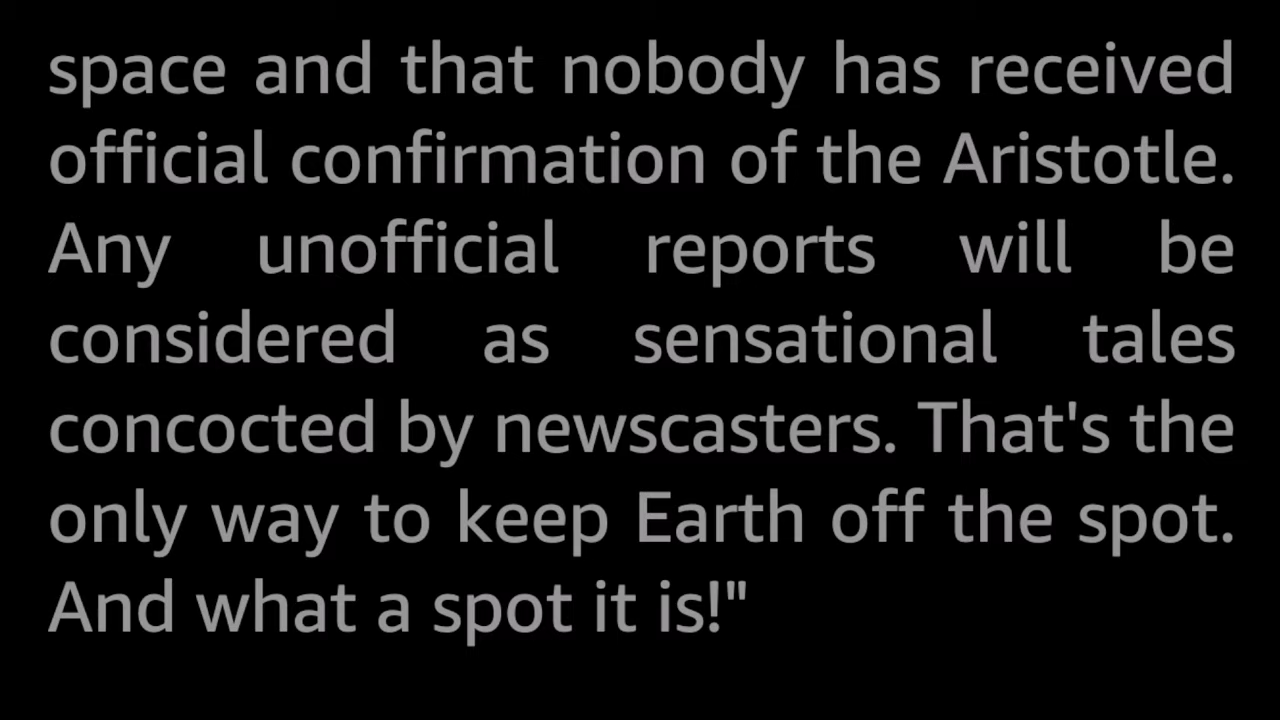 space and that nobody has received
official confirmation of the Aristotle.
Any unofficial reports will be
considered as sensational tales
concocted by newscasters. That's the
only way to keep Earth off the spot.
And what a spot it is!"